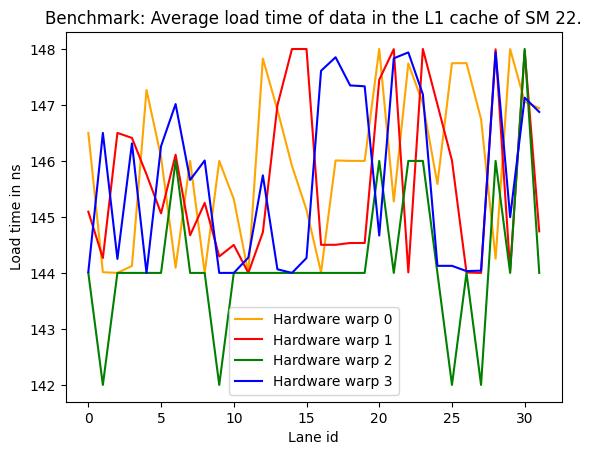 Benchmark: Average load time of data in the L1 cache of SM 22.
148
147
146
145
144
143
142
Load time in ns
Hardware warp 0
Hardware warp 1
Hardware warp 2
Hardware warp 3
0 5 10 15 20 25 30
Lane id